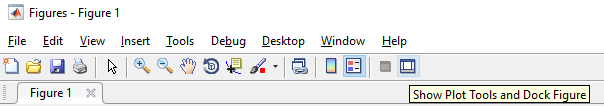 Figures - Figure 1
File Edit View Insert Tools Debug Desktop Window Help
Figure 1
Show Plot Tools and Dock Figure